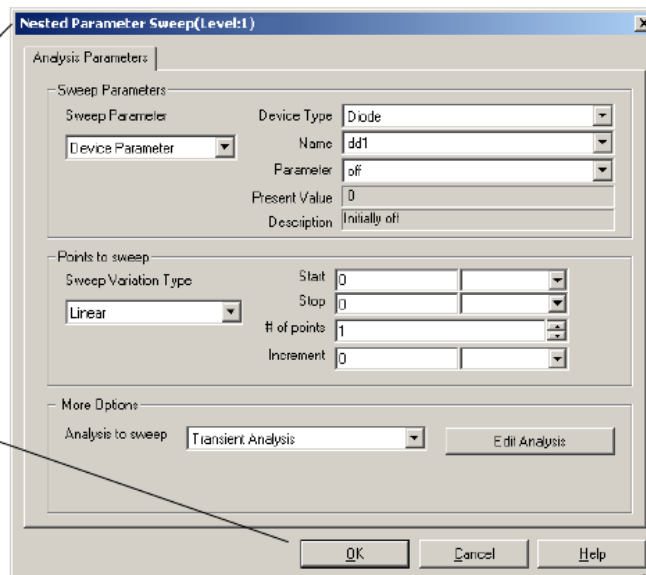 Nested Parameter Sweep(Level:1)
Analysis Parameters
Sweep Parameters
Sweep Parameter
Device Type Diode
Device Parameter
Name dd1
Parameter off
Present Value 0
Description Initially off
Points to sweep
Sweep Variation Type
Start 0
Linear
Stop 0
# of points 1
Increment 0
More Options
Analysis to sweep Transient Analysis Edit Analysis
OK Cancel Help